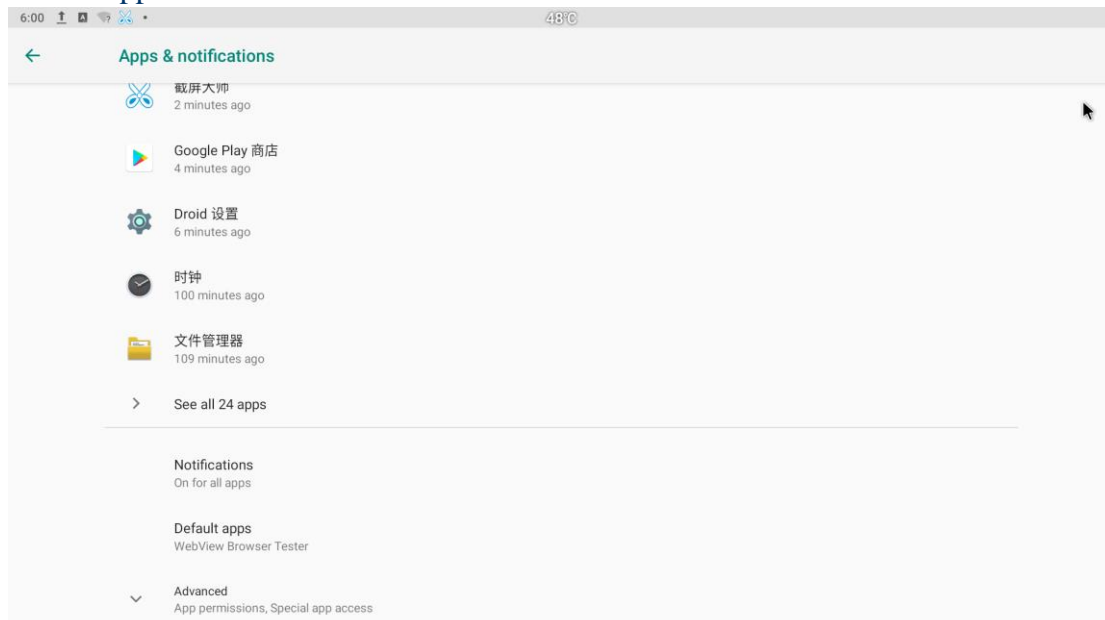 6:00
48°C
Apps & notifications
截屏大师
2 minutes ago
Google Play 商店
4 minutes ago
Droid 设置
6 minutes ago
时钟
100 minutes ago
文件管理器
109 minutes ago
See all 24 apps
Notifications
On for all apps
Default apps
WebView Browser Tester
Advanced
App permissions, Special app access